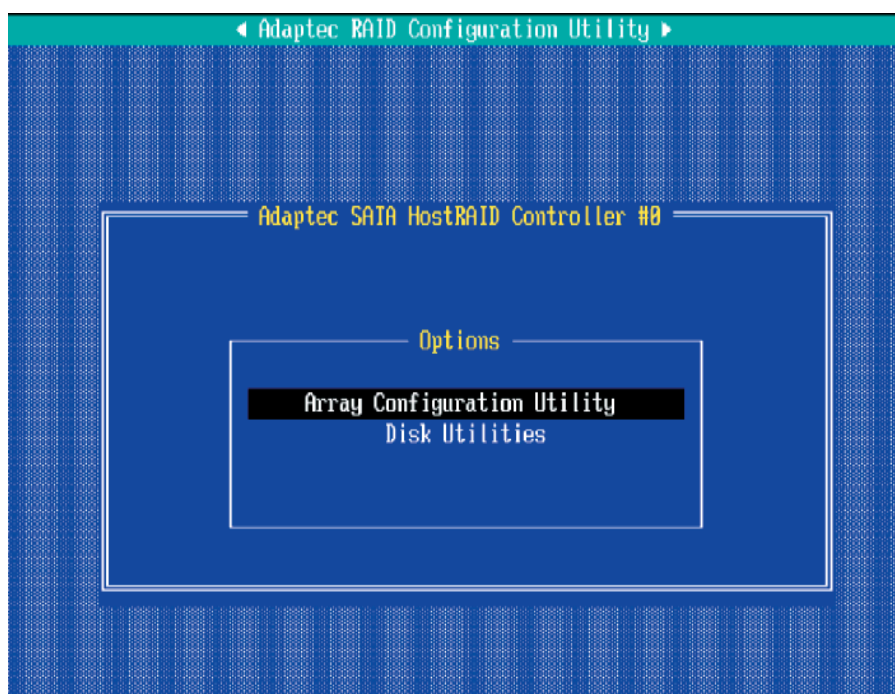 Adaptec RAID Configuration Utility
Adaptec SATA HostRAID Controller #0
Options
Array Configuration Utility
Disk Utilities